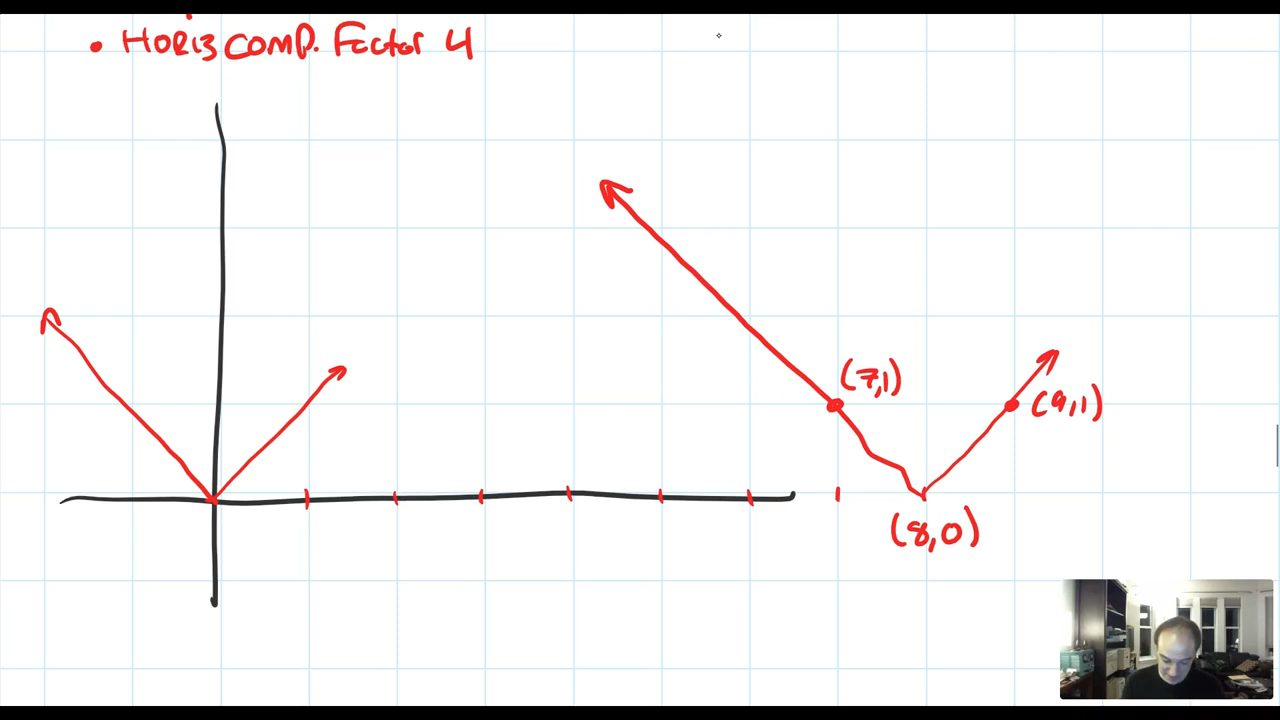 • HORIZ COMP. Factor 4
(7,1)
(9,1)
(8,0)